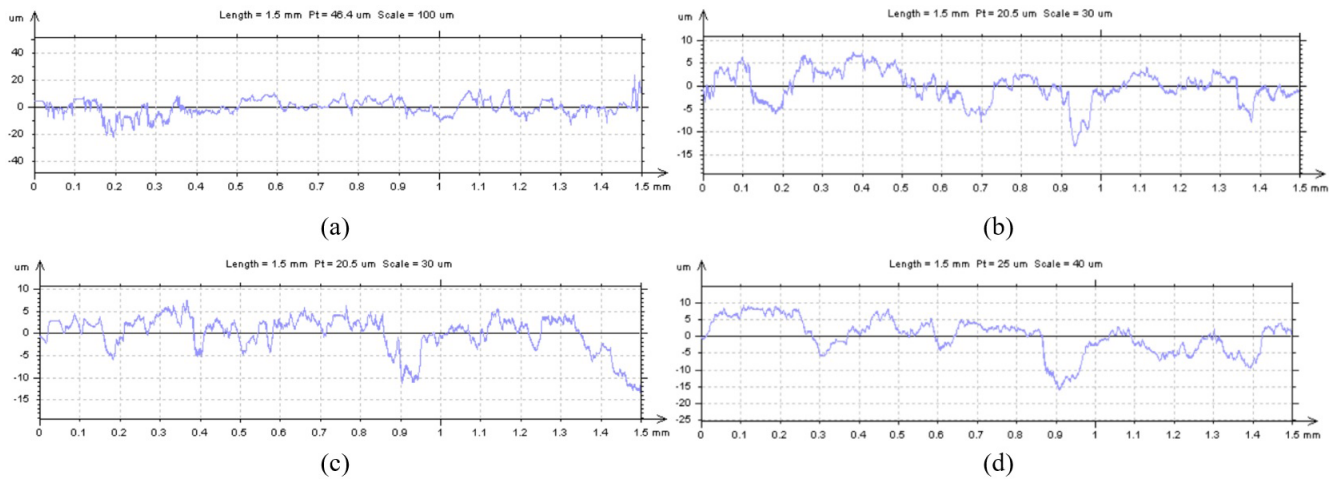 um Length = 1.5 mm Pt = 46.4 um Scale = 100 um
40
20
0
-20
-40
0 0.1 0.2 0.3 0.4 0.5 0.6 0.7 0.8 0.9 1 1.1 1.2 1.3 1.4 1.5 mm
(a)
um Length = 1.5 mm Pt = 20.5 um Scale = 30 um
10
5
0
-5
-10
-15
0 0.1 0.2 0.3 0.4 0.5 0.6 0.7 0.8 0.9 1 1.1 1.2 1.3 1.4 1.5 mm
(b)
um Length = 1.5 mm Pt = 20.5 um Scale = 30 um
10
5
0
-5
-10
-15
0 0.1 0.2 0.3 0.4 0.5 0.6 0.7 0.8 0.9 1 1.1 1.2 1.3 1.4 1.5 mm
(c)
um Length = 1.5 mm Pt = 25 um Scale = 40 um
10
5
0
-5
-10
-15
-20
-25
0 0.1 0.2 0.3 0.4 0.5 0.6 0.7 0.8 0.9 1 1.1 1.2 1.3 1.4 1.5 mm
(d)